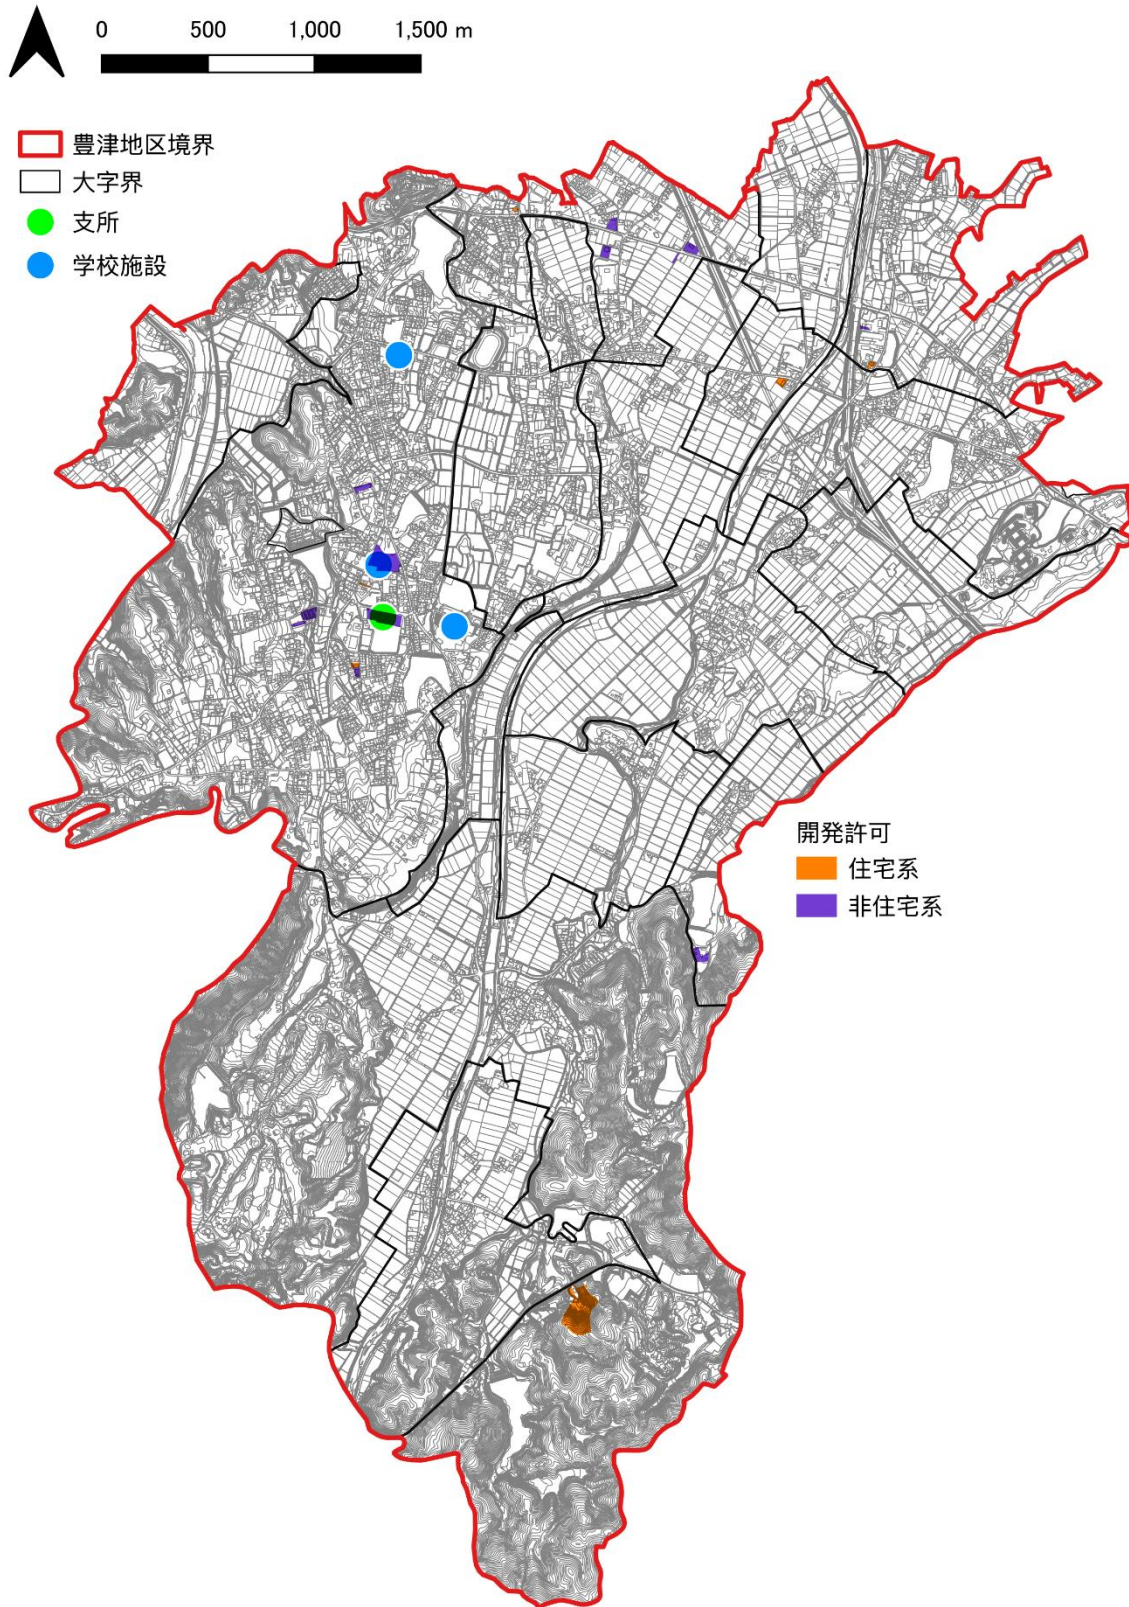 0 500 1,000 1,500 m
豊津地区境界
大字界
支所
学校施設
開発許可
住宅系
非住宅系